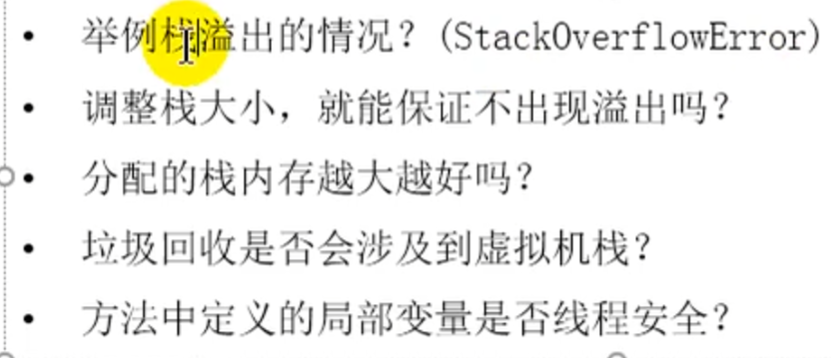 • 举例栈溢出的情况？(StackOverflowError)
• 调整栈大小，就能保证不出现溢出吗？
• 分配的栈内存越大越好吗？
• 垃圾回收是否会涉及到虚拟机栈？
• 方法中定义的局部变量是否线程安全？